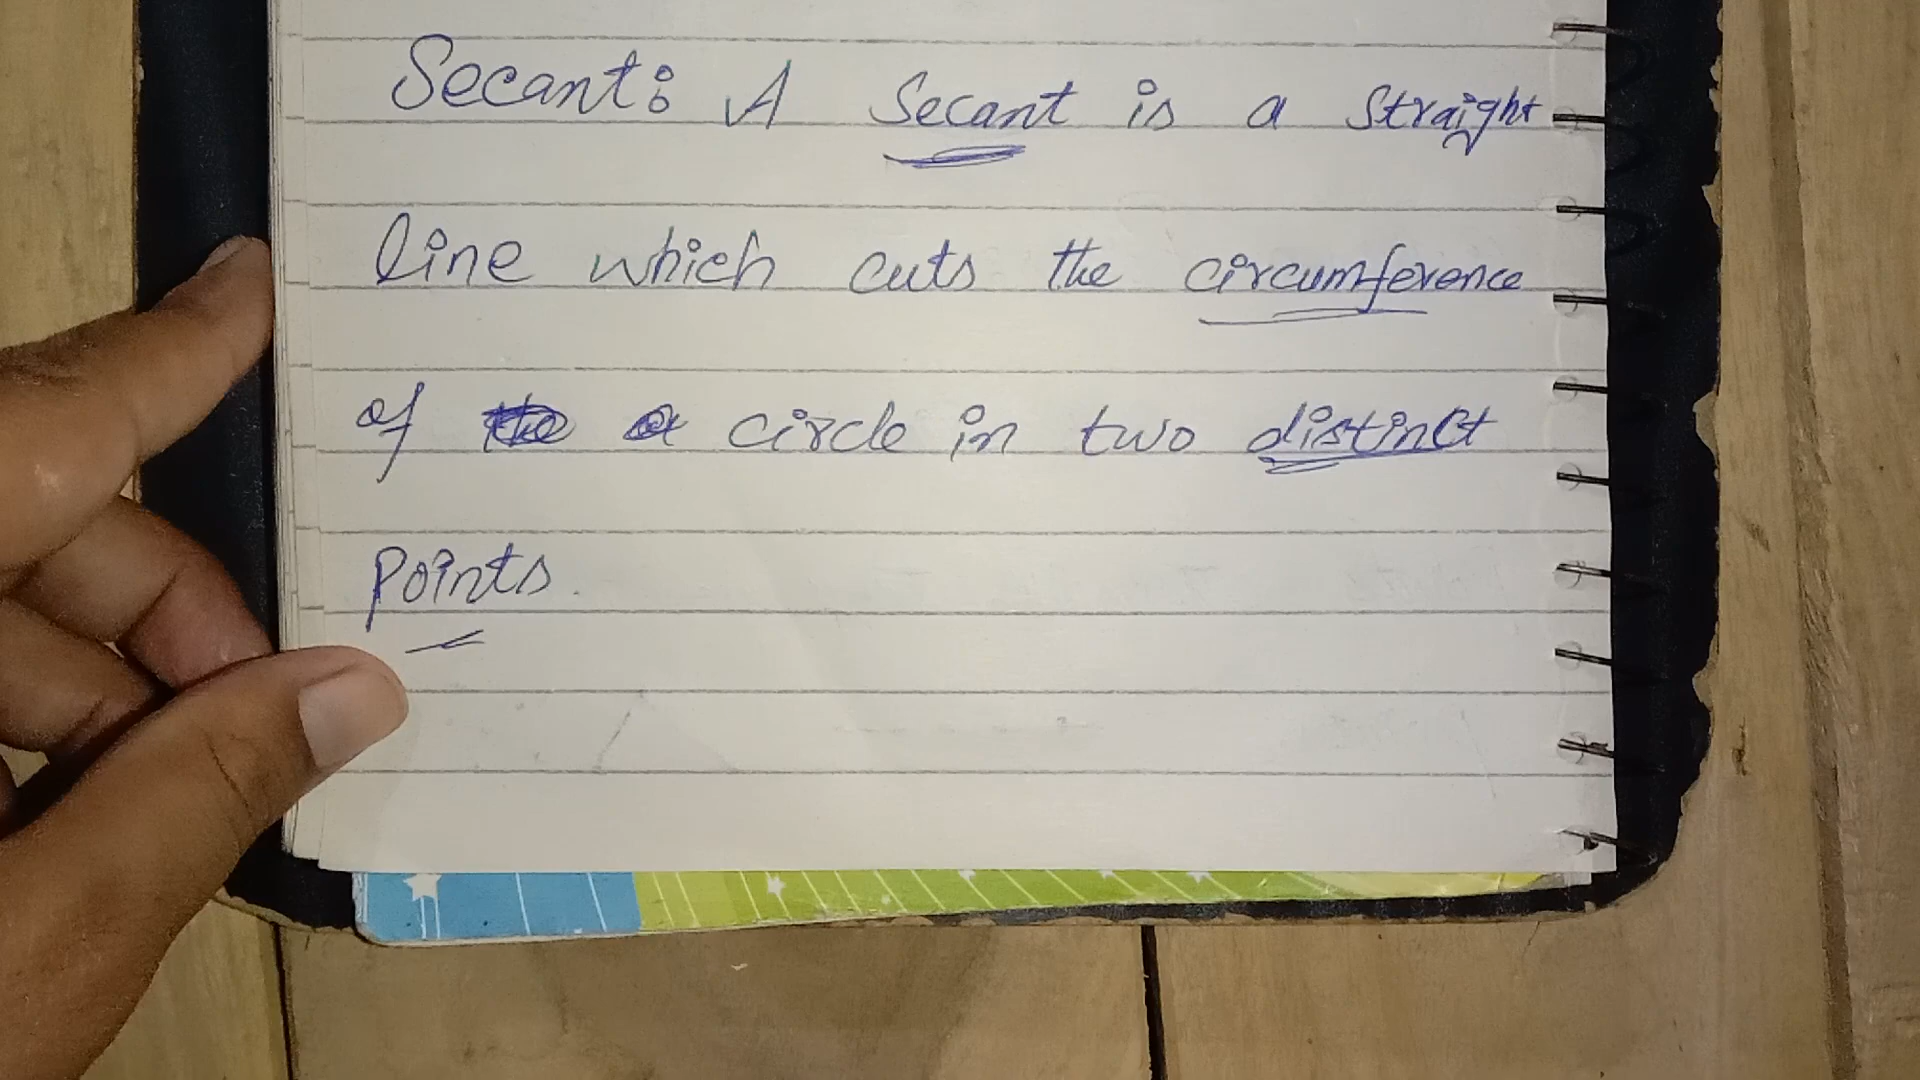 Secant: A Secant is a straight
line which cuts the circumference
of a circle in two distinct
points.